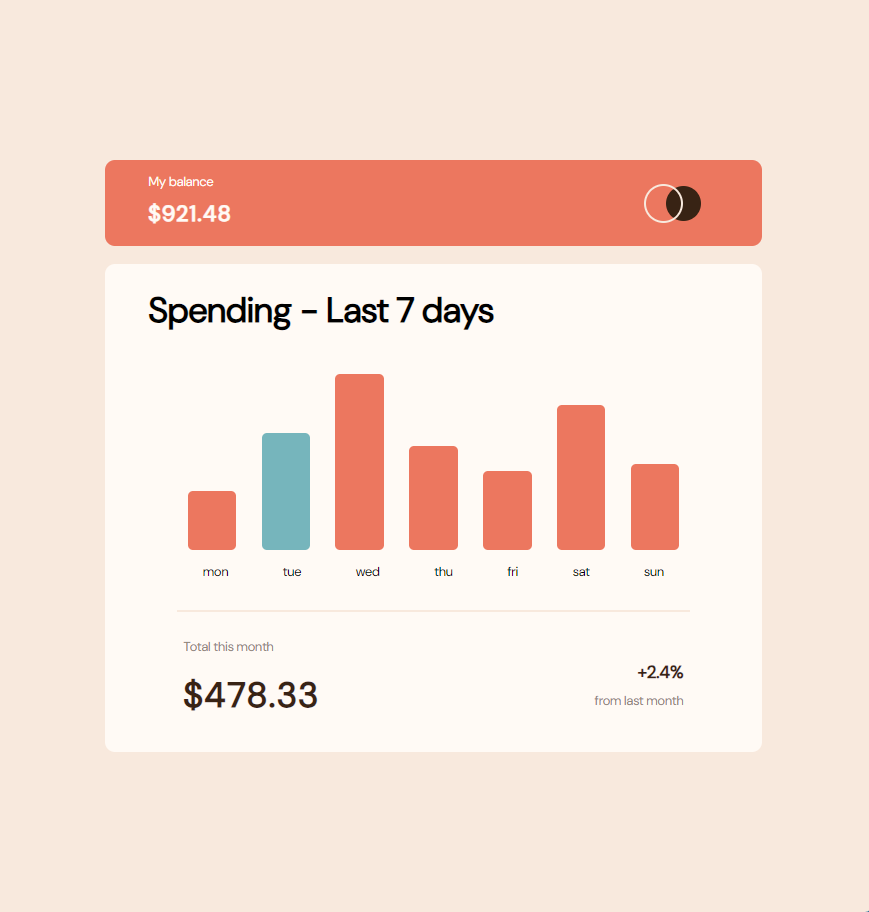 My balance
$921.48
Spending – Last 7 days
mon tue wed thu fri sat sun
Total this month
$478.33
+2.4%
from last month